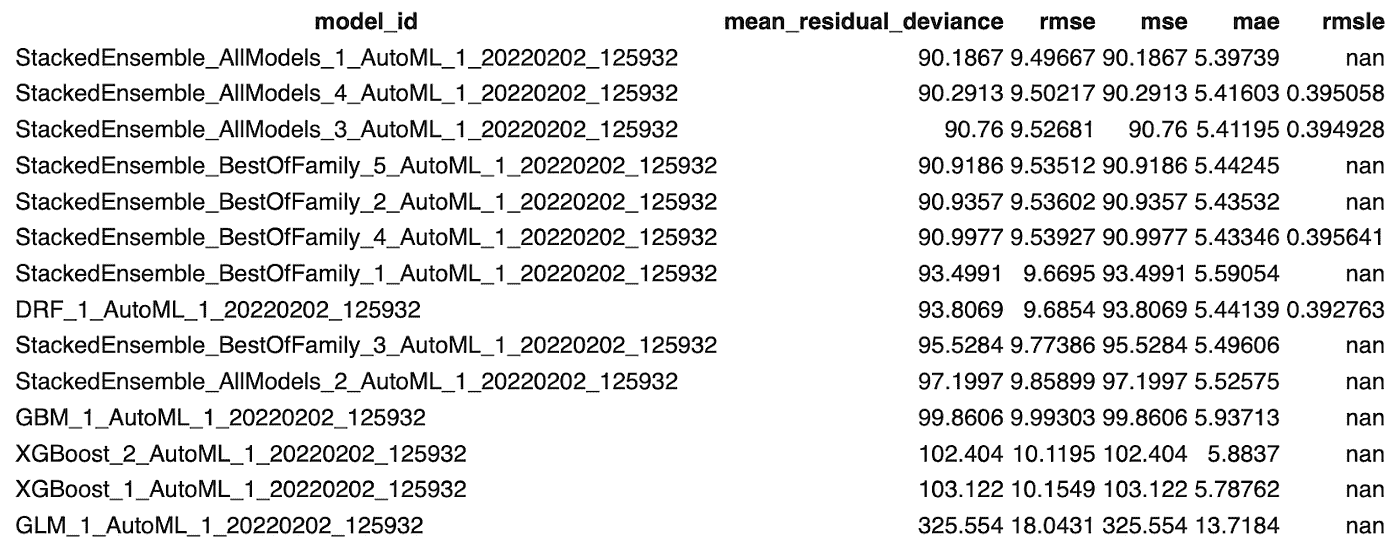 model_id mean_residual_deviance rmse mse mae rmsle
StackedEnsemble_AllModels_1_AutoML_1_20220202_125932 90.1867 9.49667 90.1867 5.39739 nan
StackedEnsemble_AllModels_4_AutoML_1_20220202_125932 90.2913 9.50217 90.2913 5.41603 0.395058
StackedEnsemble_AllModels_3_AutoML_1_20220202_125932 90.76 9.52681 90.76 5.41195 0.394928
StackedEnsemble_BestOfFamily_5_AutoML_1_20220202_125932 90.9186 9.53512 90.9186 5.44245 nan
StackedEnsemble_BestOfFamily_2_AutoML_1_20220202_125932 90.9357 9.53602 90.9357 5.43532 nan
StackedEnsemble_BestOfFamily_4_AutoML_1_20220202_125932 90.9977 9.53927 90.9977 5.43346 0.395641
StackedEnsemble_BestOfFamily_1_AutoML_1_20220202_125932 93.4991 9.6695 93.4991 5.59054 nan
DRF_1_AutoML_1_20220202_125932 93.8069 9.6854 93.8069 5.44139 0.392763
StackedEnsemble_BestOfFamily_3_AutoML_1_20220202_125932 95.5284 9.77386 95.5284 5.49606 nan
StackedEnsemble_AllModels_2_AutoML_1_20220202_125932 97.1997 9.85899 97.1997 5.52575 nan
GBM_1_AutoML_1_20220202_125932 99.8606 9.99303 99.8606 5.93713 nan
XGBoost_2_AutoML_1_20220202_125932 102.404 10.1195 102.404 5.8837 nan
XGBoost_1_AutoML_1_20220202_125932 103.122 10.1549 103.122 5.78762 nan
GLM_1_AutoML_1_20220202_125932 325.554 18.0431 325.554 13.7184 nan